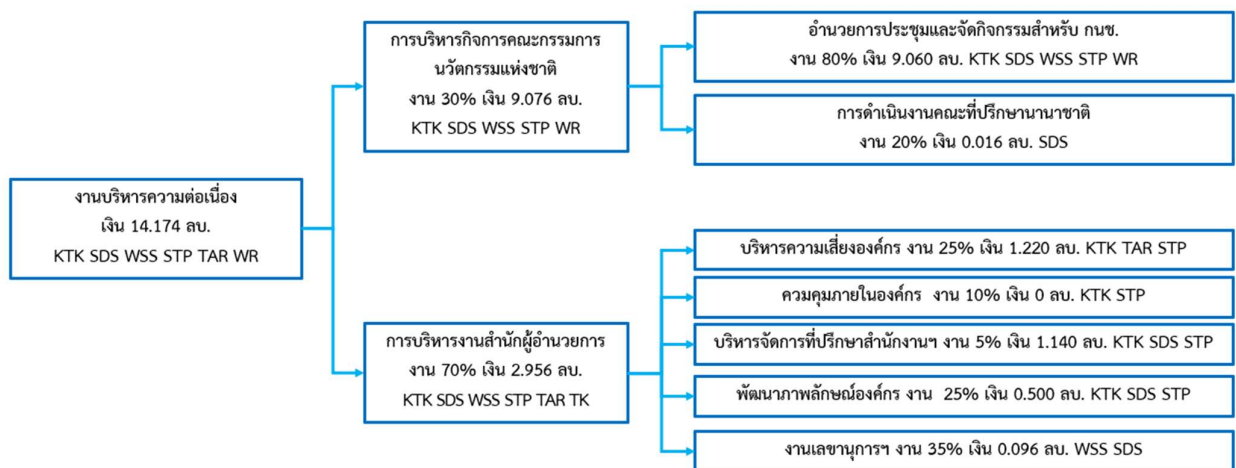 งานบริหารความต่อเนื่อง
เงิน 14.174 ลบ.
KTK SDS WSS STP TAR WR
การบริหารกิจการคณะกรรมการ
นวัตกรรมแห่งชาติ
งาน 30% เงิน 9.076 ลบ.
KTK SDS WSS STP WR
อำนวยการประชุมและจัดกิจกรรมสำหรับ กนช.
งาน 80% เงิน 9.060 ลบ. KTK SDS WSS STP WR
การดำเนินงานคณะที่ปรึกษานานาชาติ
งาน 20% เงิน 0.016 ลบ. SDS
การบริหารงานสำนักผู้อำนวยการ
งาน 70% เงิน 2.956 ลบ.
KTK SDS WSS STP TAR TK
บริหารความเสี่ยงองค์กร งาน 25% เงิน 1.220 ลบ. KTK TAR STP
ควมคุมภายในองค์กร งาน 10% เงิน 0 ลบ. KTK STP
บริหารจัดการที่ปรึกษาสำนักงานฯ งาน 5% เงิน 1.140 ลบ. KTK SDS STP
พัฒนาภาพลักษณ์องค์กร งาน 25% เงิน 0.500 ลบ. KTK SDS STP
งานเลขานุการฯ งาน 35% เงิน 0.096 ลบ. WSS SDS